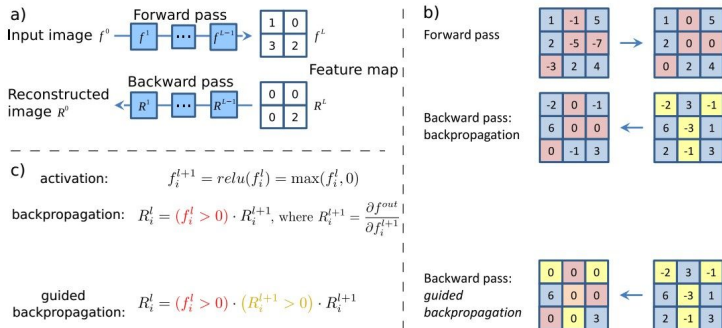 a)
Forward pass
Input image f^0 f^1 ... f^{L-1} 1 0 3 2 f^L
Feature map
Backward pass
Reconstructed image R^0 R^1 ... R^{L-1} 0 0 0 2 R^L
b)
Forward pass
1 -1 5 1 0 5
2 -5 -7 2 0 0
-3 2 4 0 2 4
Backward pass:
backpropagation
-2 0 -1 -2 3 -1
6 0 0 6 -3 1
0 -1 3 2 -1 3
Backward pass:
guided
backpropagation
0 0 0 -2 3 -1
6 0 0 6 -3 1
0 0 3 2 -1 3
c)
activation: f_i^{l+1} = relu(f_i^l) = max(f_i^l, 0)
backpropagation: R_i^l = (f_i^l > 0) · R_i^{l+1}, where R_i^{l+1} = ∂f^{out} / ∂f_i^{l+1}
guided
backpropagation: R_i^l = (f_i^l > 0) · (R_i^{l+1} > 0) · R_i^{l+1}